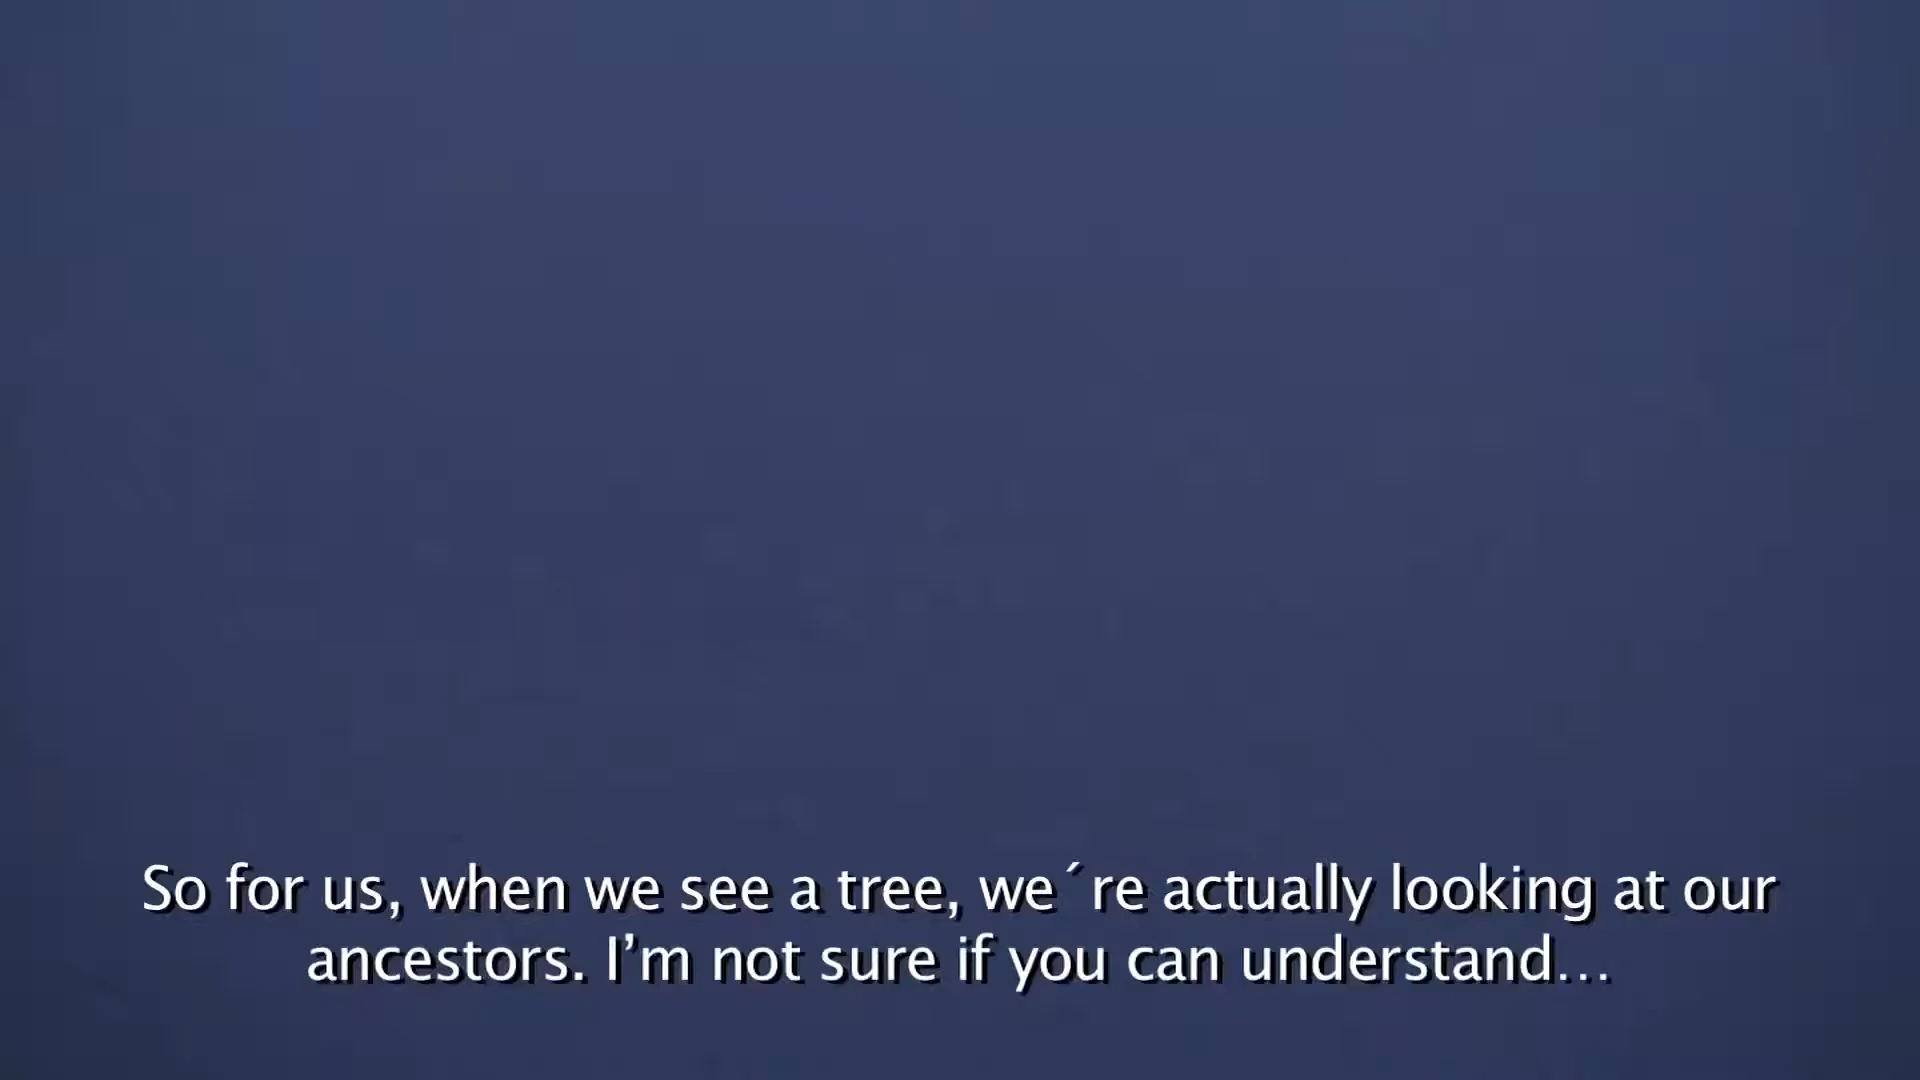 So for us, when we see a tree, we´re actually looking at our
ancestors. I’m not sure if you can understand…